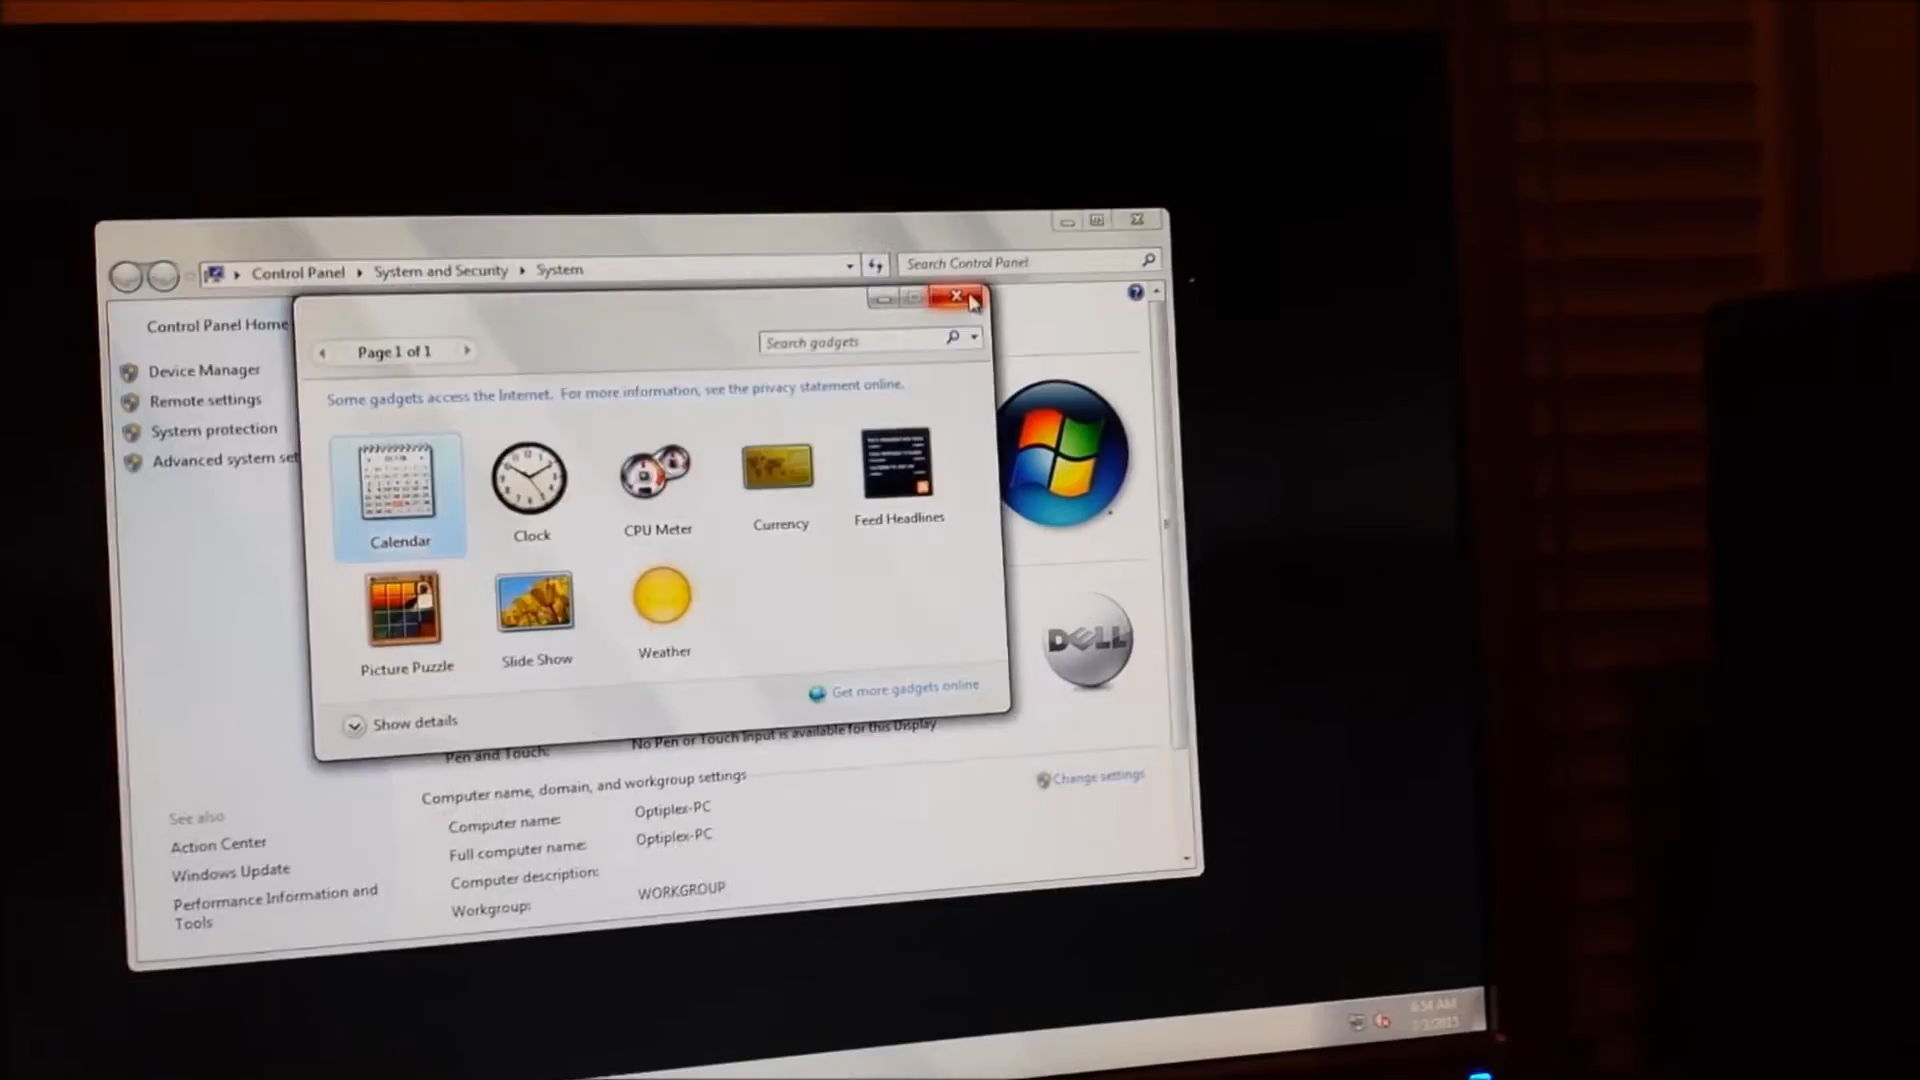 Control Panel
System and Security
System
Search Control Panel
Control Panel Home
Device Manager
Remote settings
System protection
Advanced system set
Page 1 of 1
Search gadgets
Some gadgets access the Internet. For more information, see the privacy statement online.
Calendar
Clock
CPU Meter
Currency
Feed Headlines
Picture Puzzle
Slide Show
Weather
Get more gadgets online
Show details
DELL
Pen and Touch:
No Pen or Touch Input is available for this Display
Computer name, domain, and workgroup settings
Change settings
Computer name:
Optiplex-PC
Full computer name:
Optiplex-PC
Computer description:
Workgroup:
WORKGROUP
See also
Action Center
Windows Update
Performance Information and
Tools
6:54 AM